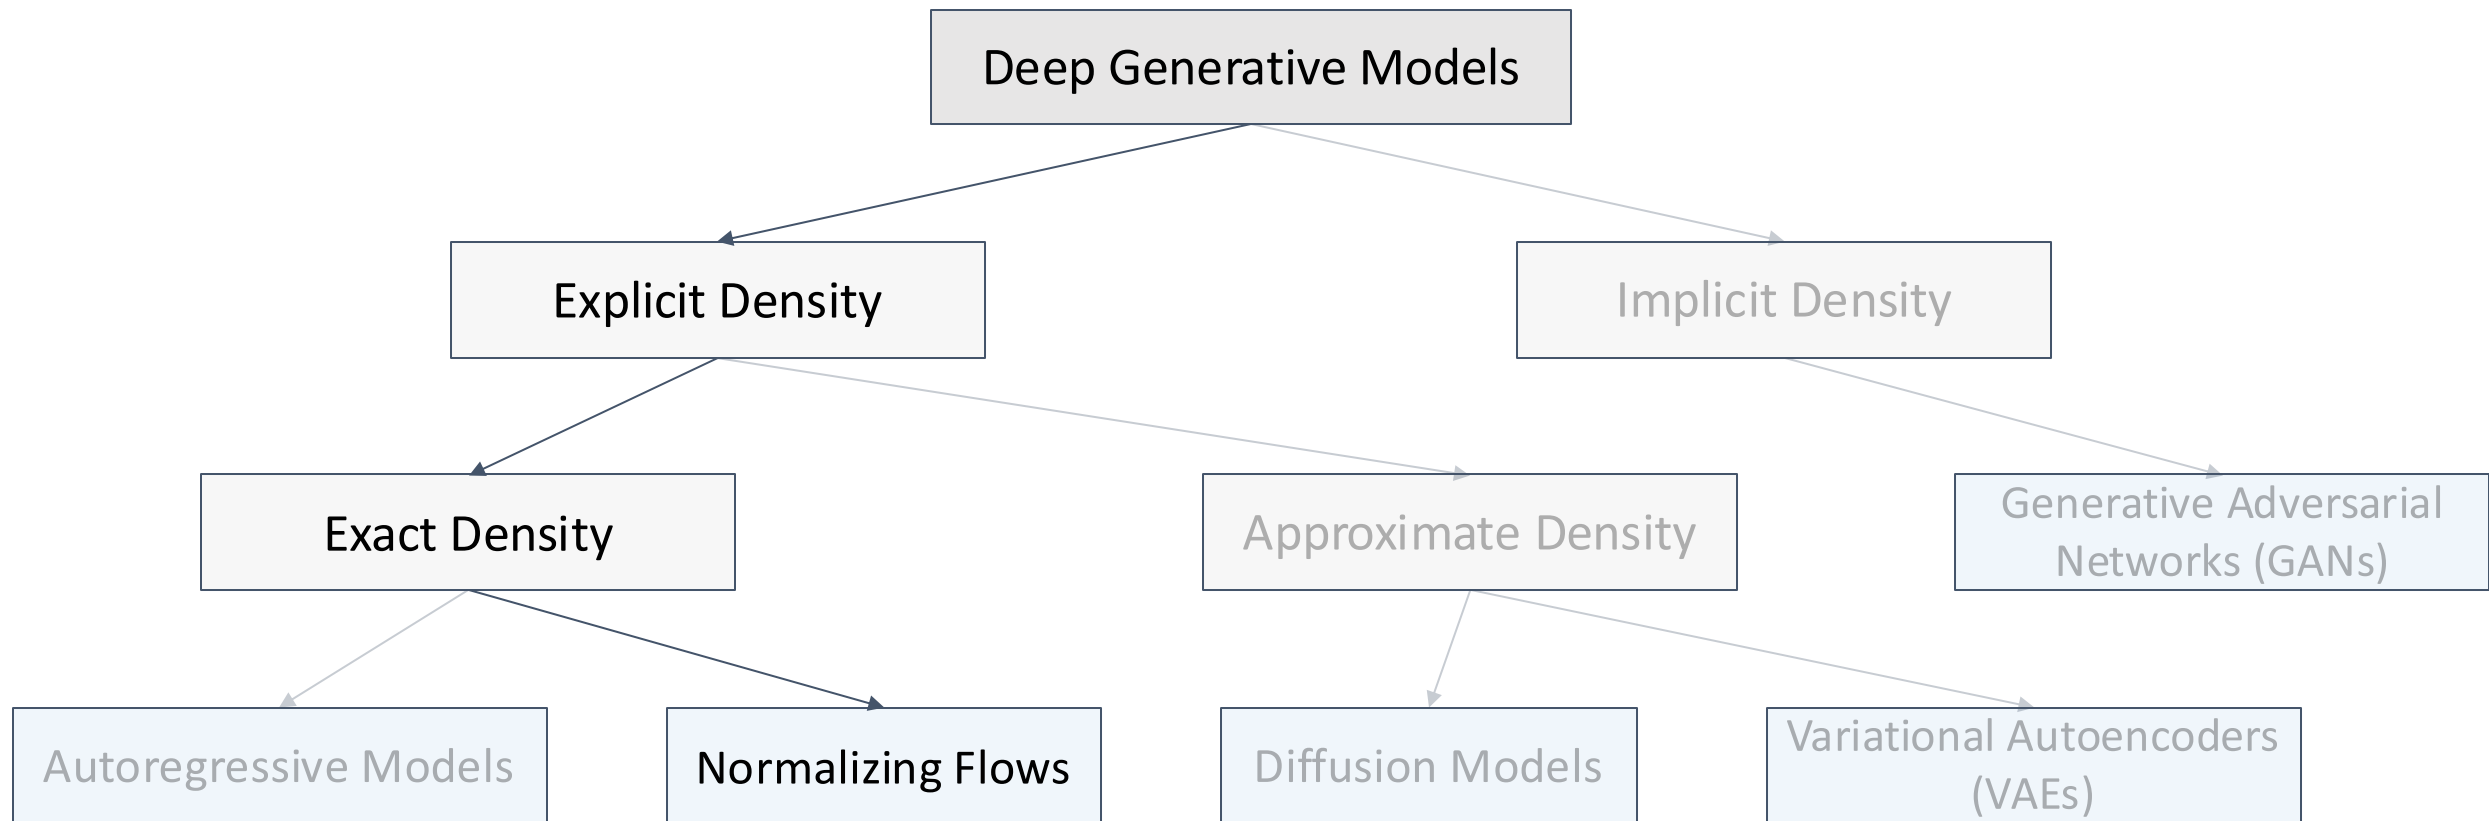 Deep Generative Models
Explicit Density
Implicit Density
Exact Density
Approximate Density
Generative Adversarial
Networks (GANs)
Autoregressive Models
Normalizing Flows
Diffusion Models
Variational Autoencoders
(VAEs)